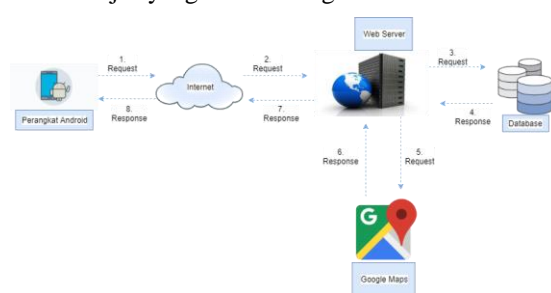 Web Server
1.
Request
2.
Request
3.
Request
Internet
8.
Response
7.
Response
4.
Response
Perangkat Android
Database
6.
Response
5.
Request
G
Google Maps